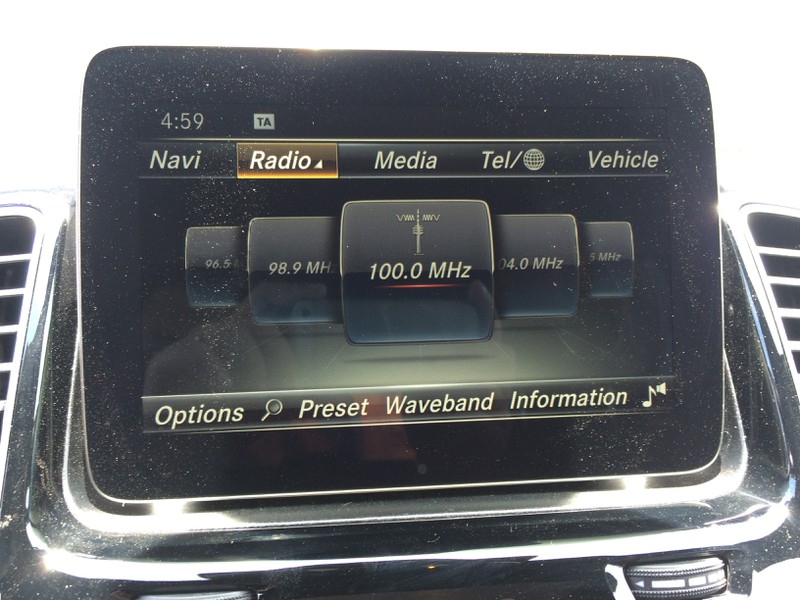 4:59 TA
Navi Radio Media Tel/ Vehicle
96.5 98.9 MH 100.0 MHz 04.0 MHz 5 MHz
Options Preset Waveband Information